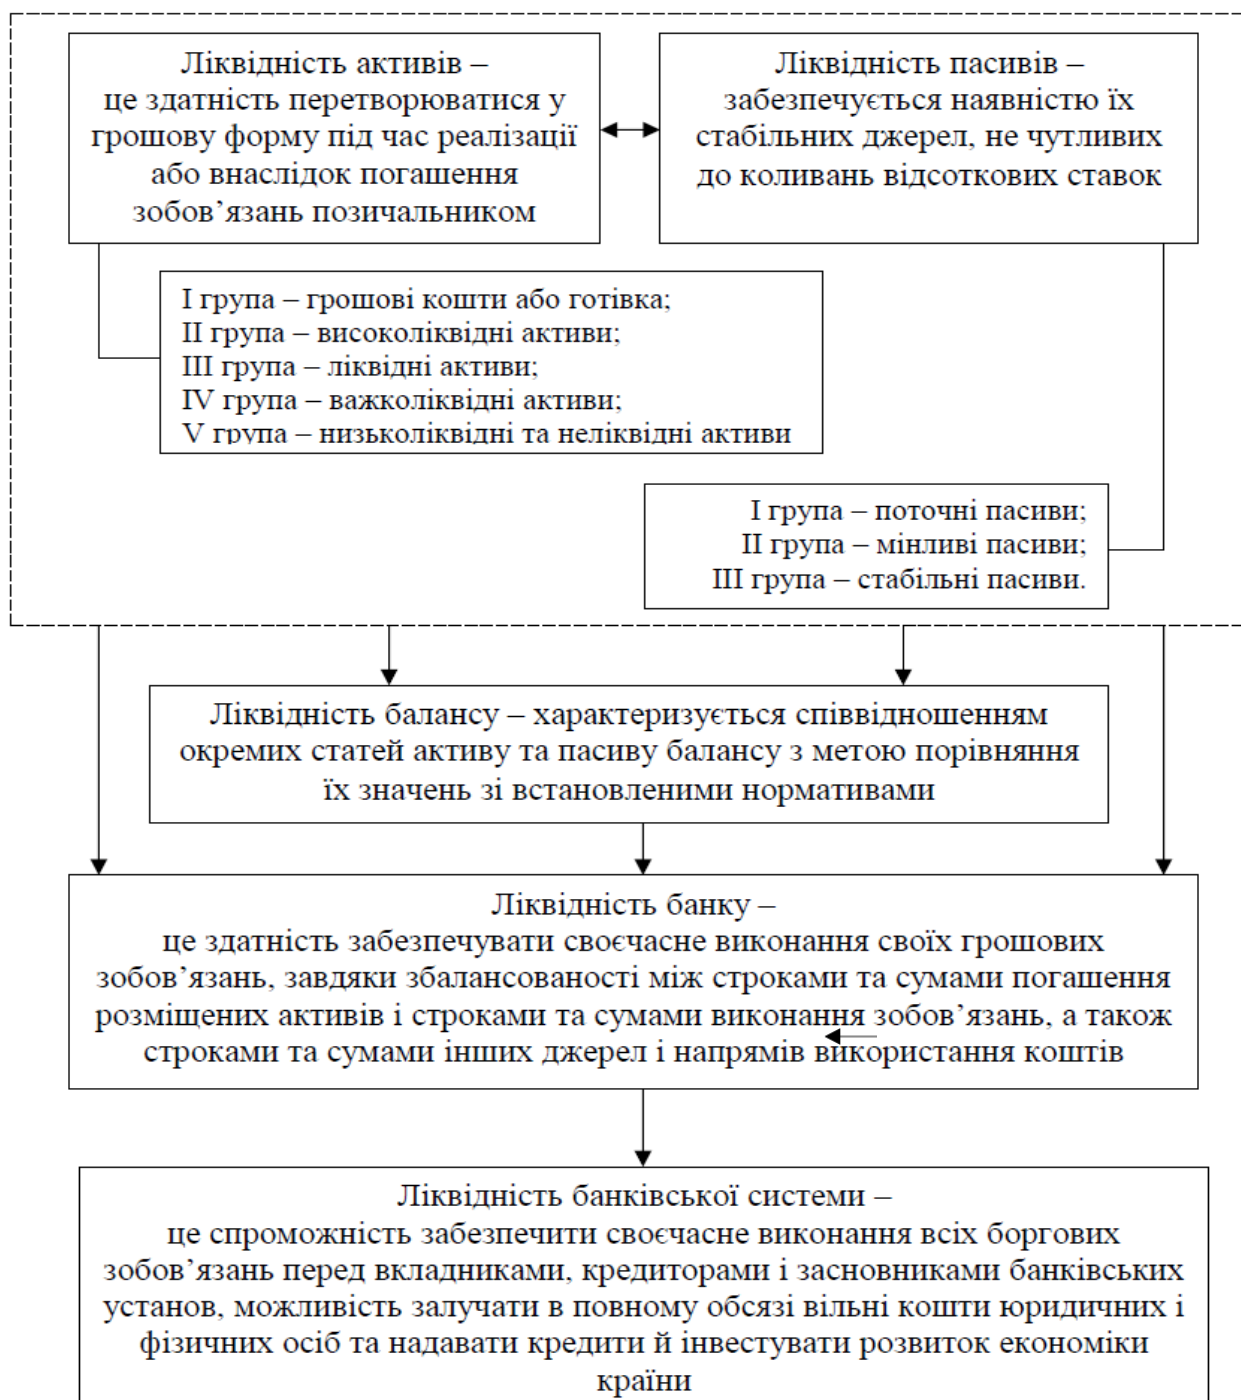 Ліквідність активів –
це здатність перетворюватися у
грошову форму під час реалізації
або внаслідок погашення
зобов’язань позичальником
Ліквідність пасивів –
забезпечується наявністю їх
стабільних джерел, не чутливих
до коливань відсоткових ставок
I група – грошові кошти або готівка;
II група – високоліквідні активи;
III група – ліквідні активи;
IV група – важколіквідні активи;
V група – низьколіквідні та неліквідні активи
I група – поточні пасиви;
II група – мінливі пасиви;
III група – стабільні пасиви.
Ліквідність балансу – характеризується співвідношенням
окремих статей активу та пасиву балансу з метою порівняння
їх значень зі встановленими нормативами
Ліквідність банку –
це здатність забезпечувати своєчасне виконання своїх грошових
зобов’язань, завдяки збалансованості між строками та сумами погашення
розміщених активів і строками та сумами виконання зобов’язань, а також
строками та сумами інших джерел і напрямів використання коштів
Ліквідність банківської системи –
це спроможність забезпечити своєчасне виконання всіх боргових
зобов’язань перед вкладниками, кредиторами і засновниками банківських
установ, можливість залучати в повному обсязі вільні кошти юридичних і
фізичних осіб та надавати кредити й інвестувати розвиток економіки
країни